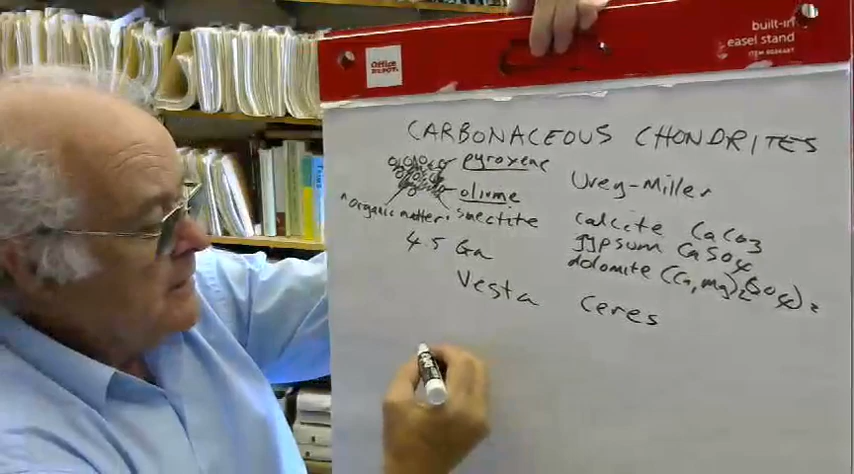 Office DEPOT
built-in
easel stand
CARBONACEOUS CHONDRITES
pyroxene
olivine
smectite
"organic matter"
4.5 Ga
Urey-Miller
calcite CaCO3
gypsum CaSO4
dolomite (Ca, Mg)2(SO4)2
Vesta Ceres